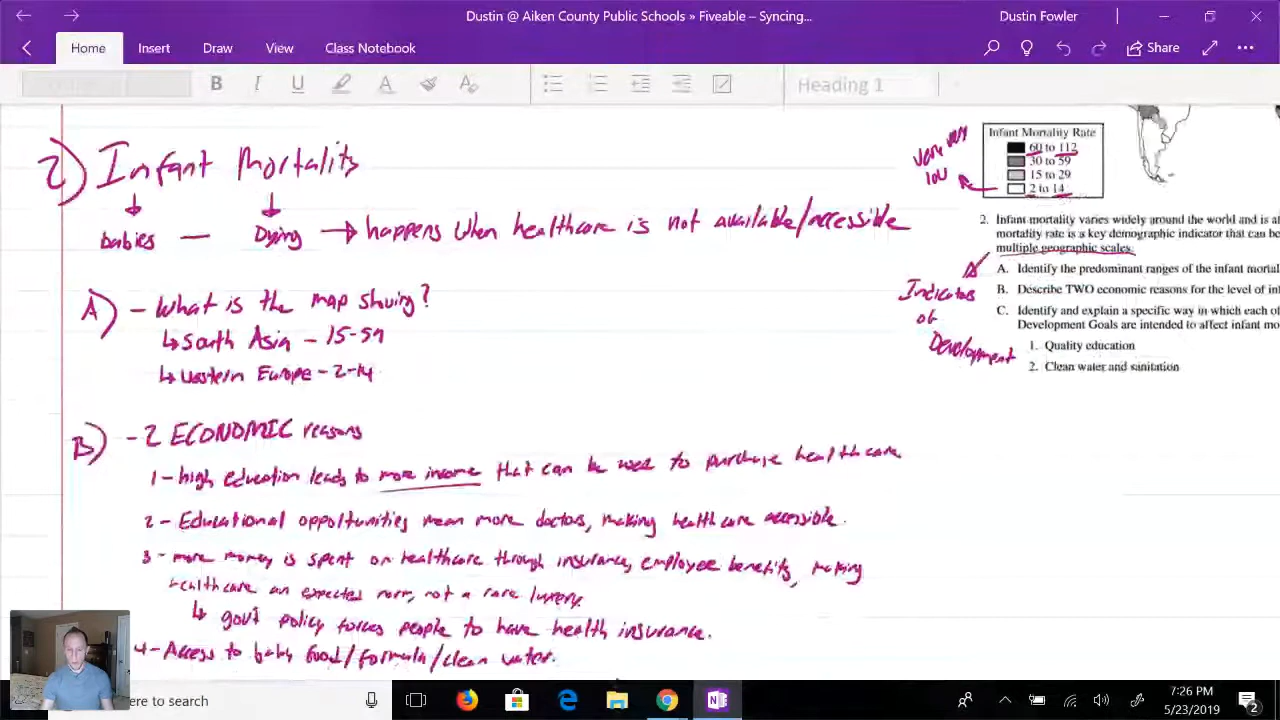 Dustin @ Aiken County Public Schools » Fiveable – Syncing...
Dustin Fowler
Home Insert Draw View Class Notebook
Share
B I U
A
Heading 1
2) Infant Mortality
babies — Dying → happens when healthcare is not available/accessible
A) - What is the map showing?
↳ South Asia - 15-59
↳ Western Europe - 2-14
B) - 2 ECONOMIC reasons
1 - high education leads to more income that can be used to purchase healthcare
2 - Educational opportunities mean more doctors, making healthcare accessible.
3 - more money is spent on healthcare through insurance, employee benefits, making
healthcare an expected norm, not a rare luxury.
↳ gov't policy forces people to have health insurance.
4 - Access to baby food/formula/clean water.
very very
low
Infant Mortality Rate
60 to 112
30 to 59
15 to 29
2 to 14
2. Infant mortality varies widely around the world and is al
mortality rate is a key demographic indicator that can be
multiple geographic scales.
A. Identify the predominant ranges of the infant mortal
B. Describe TWO economic reasons for the level of inf
C. Identify and explain a specific way in which each of
Development Goals are intended to affect infant mo
1. Quality education
2. Clean water and sanitation
Indicators
of
Development
here to search
7:26 PM
5/23/2019
2